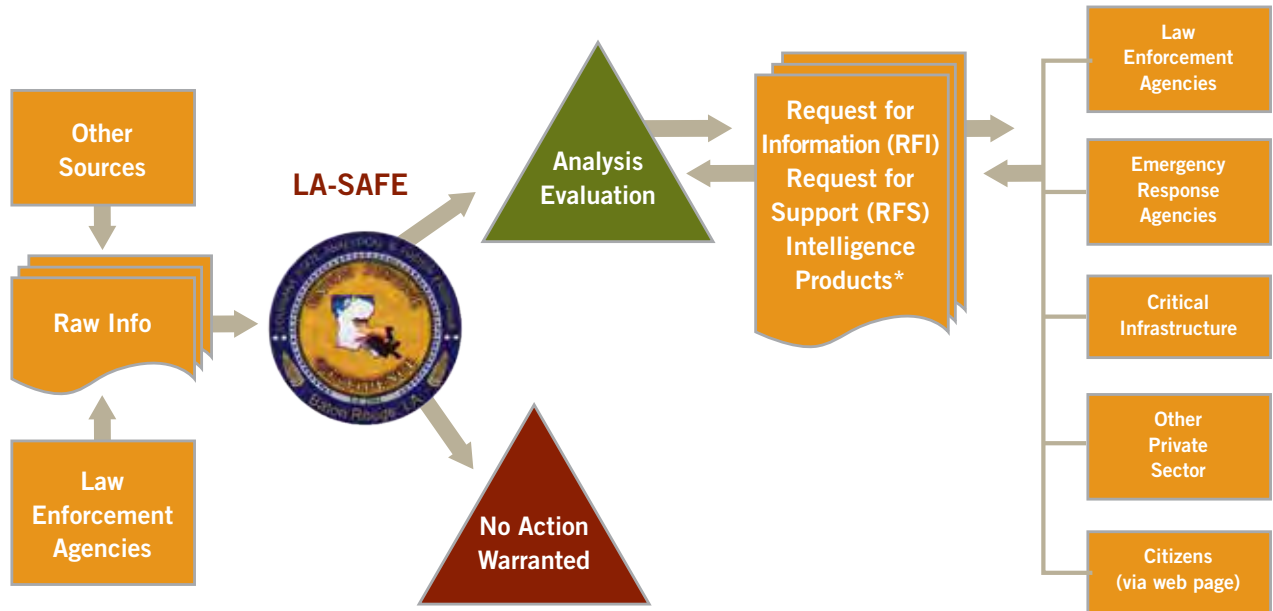 Other
Sources
Raw Info
Law
Enforcement
Agencies
LA-SAFE
Baton Rouge, LA
Analysis
Evaluation
No Action
Warranted
Request for
Information (RFI)
Request for
Support (RFS)
Intelligence
Products*
Law
Enforcement
Agencies
Emergency
Response
Agencies
Critical
Infrastructure
Other
Private
Sector
Citizens
(via web page)